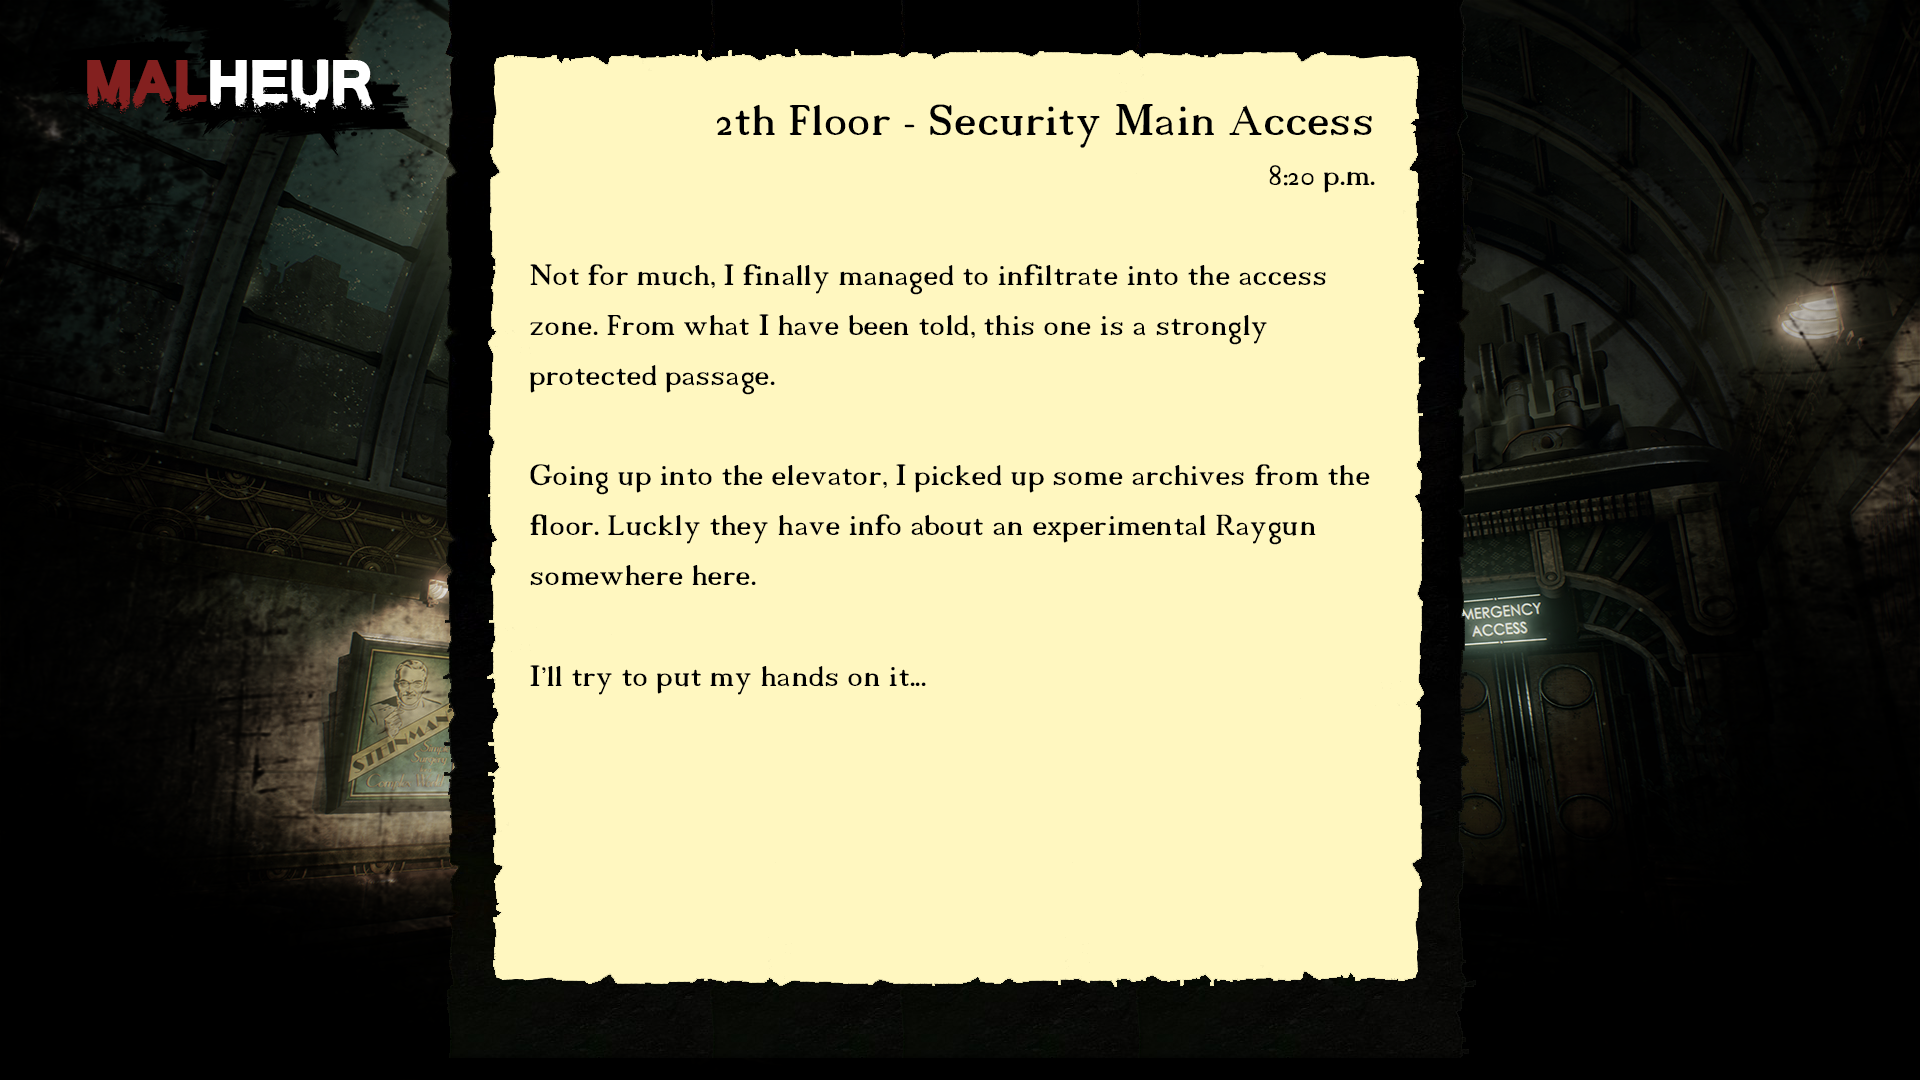 MALHEUR
2th Floor - Security Main Access
8:20 p.m.
Not for much, I finally managed to infiltrate into the access
zone. From what I have been told, this one is a strongly
protected passage.
Going up into the elevator, I picked up some archives from the
floor. Luckly they have info about an experimental Raygun
somewhere here.
I'll try to put my hands on it...
MERGENCY
ACCESS
STEINMAN